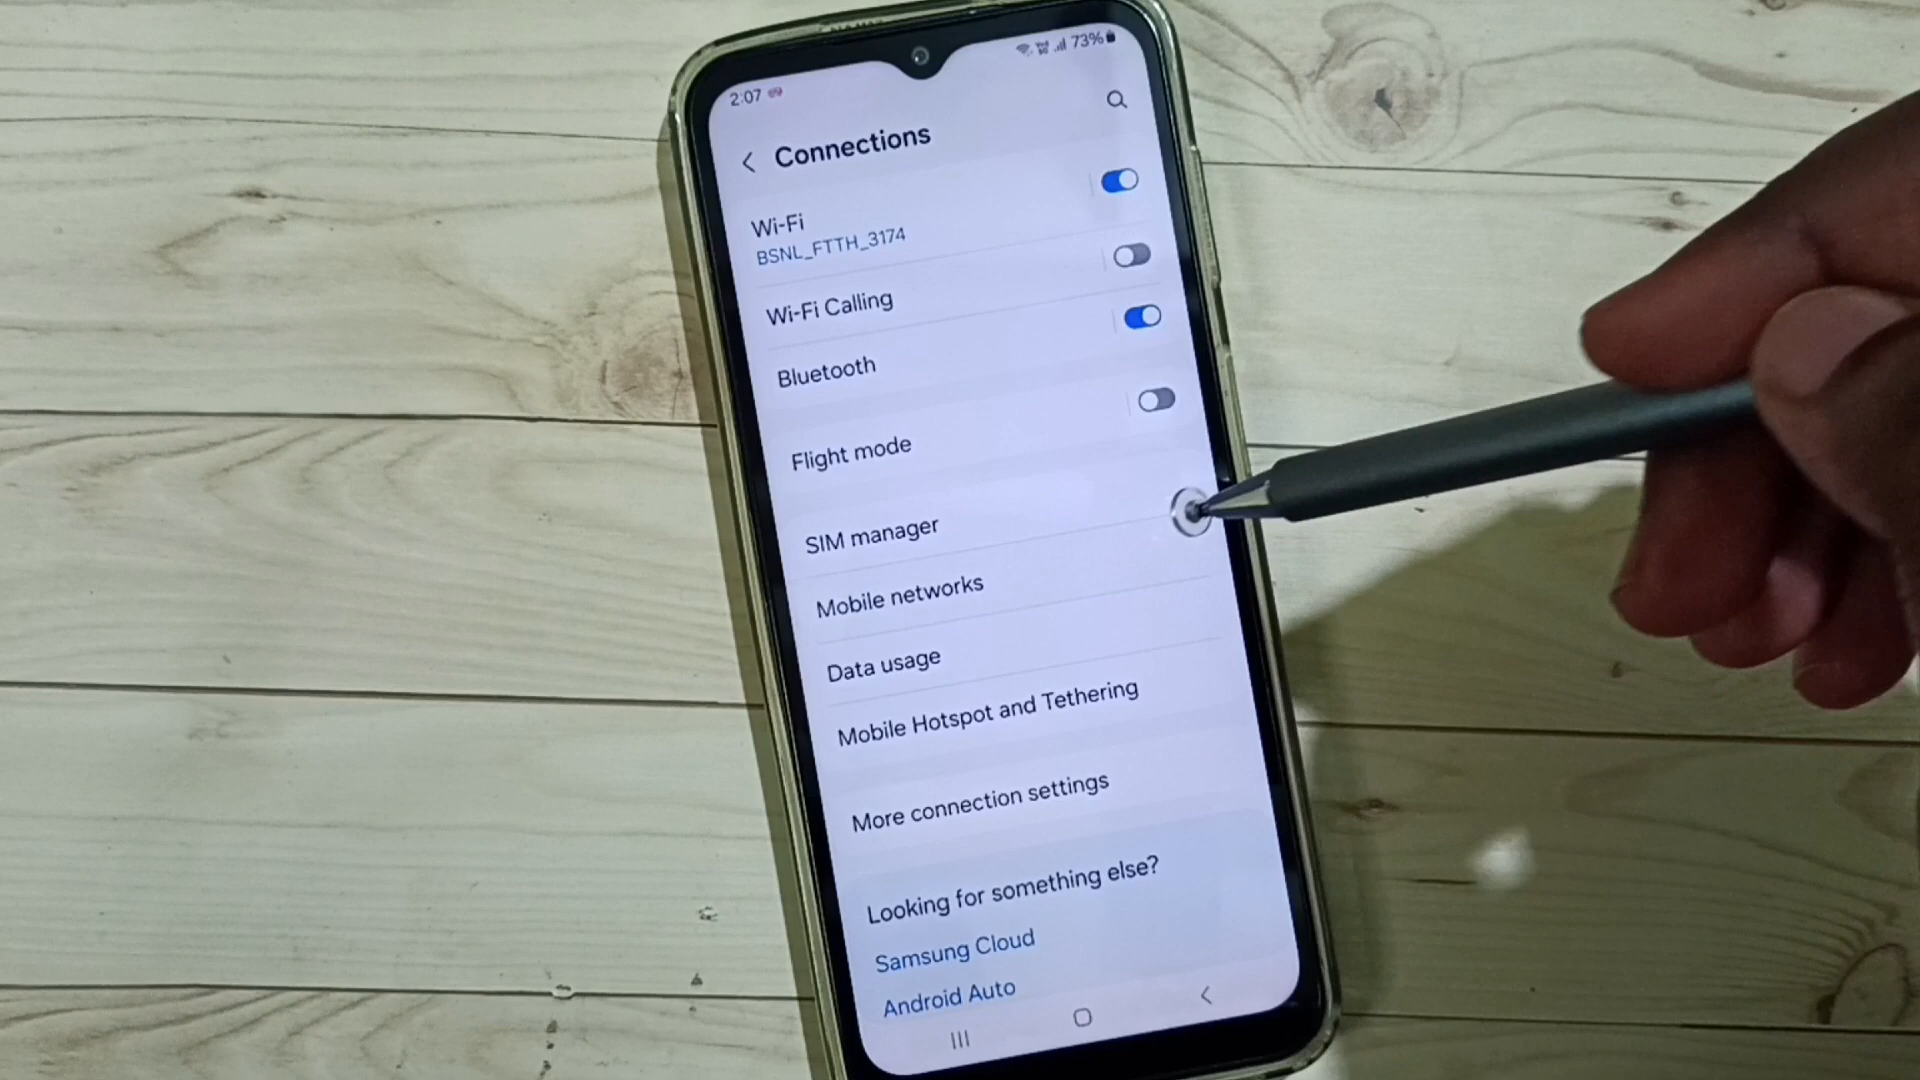 2:07 73%
Connections
Wi-Fi
BSNL_FTTH_3174
Wi-Fi Calling
Bluetooth
Flight mode
SIM manager
Mobile networks
Data usage
Mobile Hotspot and Tethering
More connection settings
Looking for something else?
Samsung Cloud
Android Auto